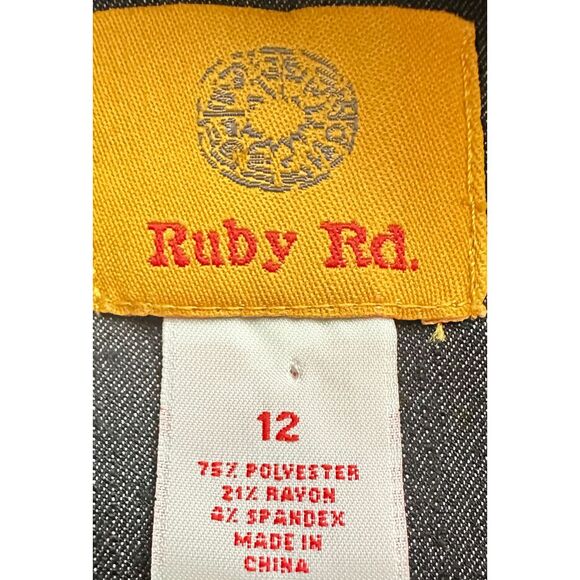 Ruby Rd.
12
75% POLYESTER
21% RAYON
4% SPANDEX
MADE IN
CHINA